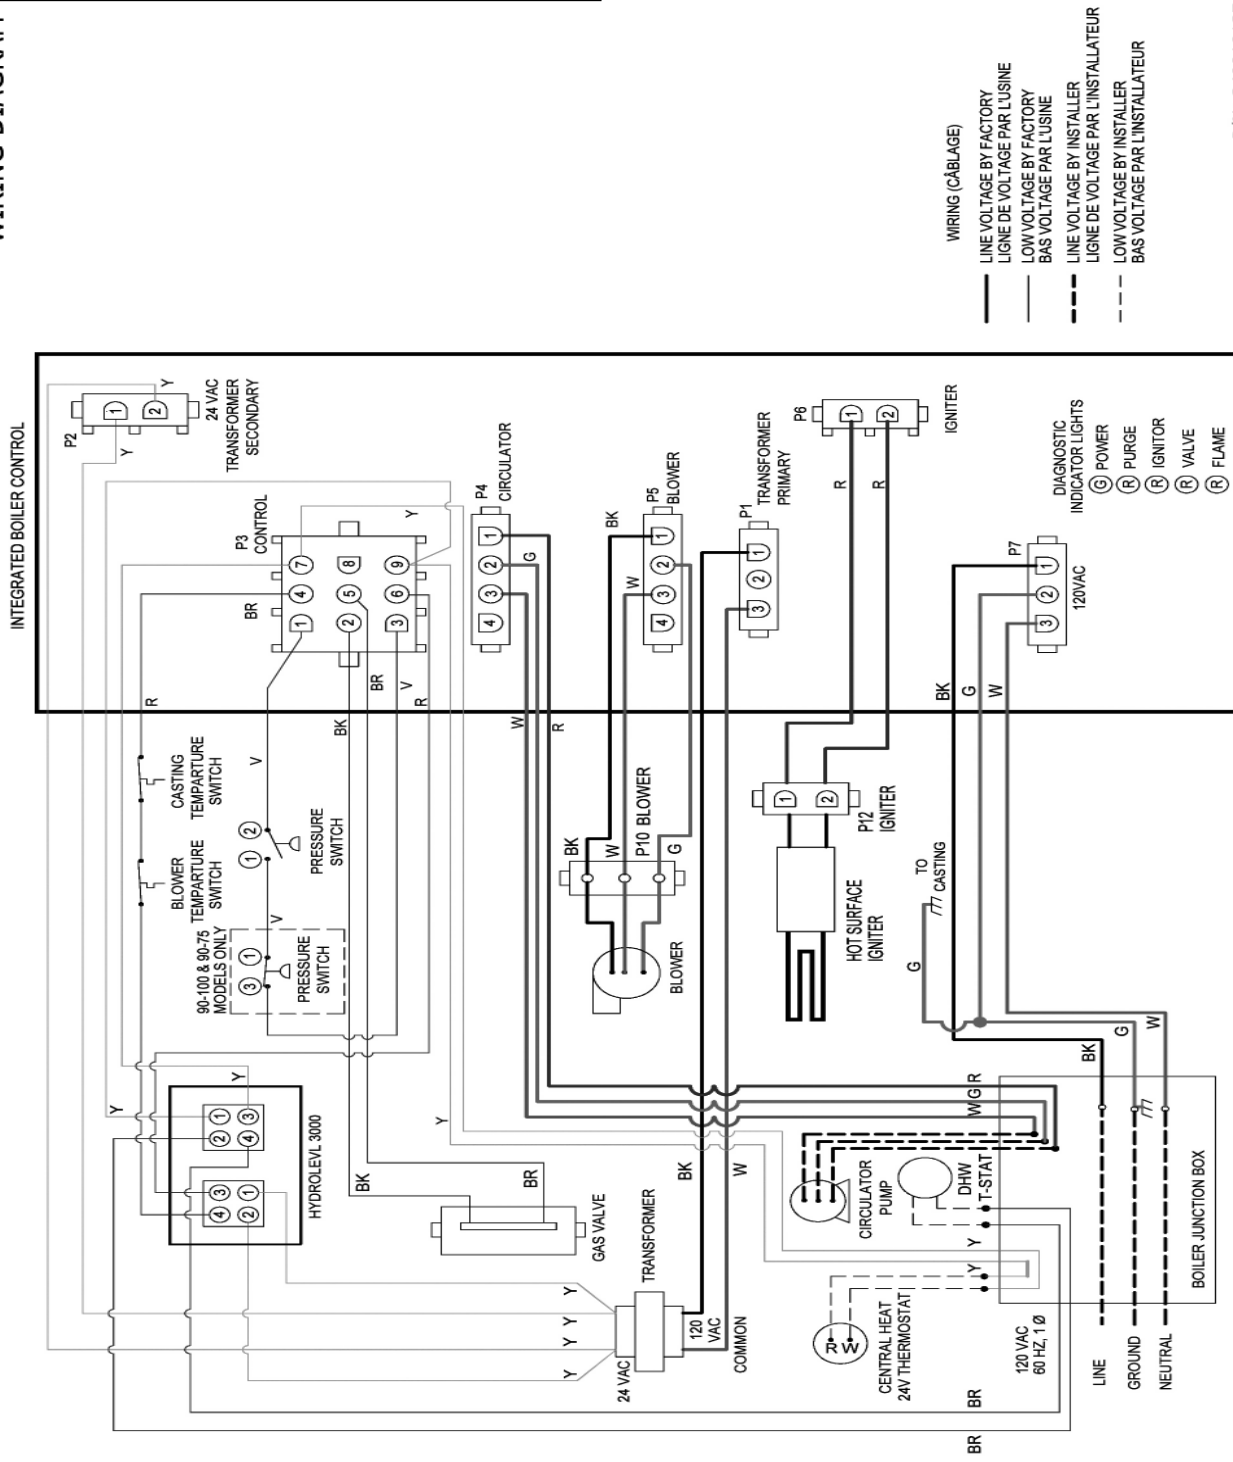 WIRING DIAGRAM
INTEGRATED BOILER CONTROL
P2
1
2
Y
Y
24 VAC
TRANSFORMER
SECONDARY
P3
CONTROL
7
8
9
4
5
6
1
2
3
BR
Y
R
V
BK
BR
V
R
P4
CIRCULATOR
1
2
3
4
G
W
R
P5
BLOWER
1
2
3
4
BK
W
P1
TRANSFORMER
PRIMARY
1
2
3
P6
1
2
IGNITER
R
R
P7
1
2
3
120VAC
BK
G
W
DIAGNOSTIC
INDICATOR LIGHTS
G POWER
R PURGE
R IGNITOR
R VALVE
R FLAME
WIRING (CÂBLAGE)
LINE VOLTAGE BY FACTORY
LIGNE DE VOLTAGE PAR L'USINE
LOW VOLTAGE BY FACTORY
BAS VOLTAGE PAR L'USINE
LINE VOLTAGE BY INSTALLER
LIGNE DE VOLTAGE PAR L'INSTALLATEUR
LOW VOLTAGE BY INSTALLER
BAS VOLTAGE PAR L'INSTALLATEUR
CASTING
TEMPARTURE
SWITCH
BLOWER
TEMPARTURE
SWITCH
2
1
PRESSURE
SWITCH
V
90-100 & 90-75
MODELS ONLY
1
3
PRESSURE
SWITCH
BK
W
P10 BLOWER
G
BLOWER
1
2
P12
IGNITER
HOT SURFACE
IGNITER
TO
CASTING
G
BK
G
W
Y
Y
1
2
3
4
3
4
1
2
HYDROLEVL 3000
Y
BK
BR
GAS VALVE
Y
Y
Y
Y
24 VAC
TRANSFORMER
120
VAC
COMMON
BK
W
W G R
CIRCULATOR
PUMP
DHW
T-STAT
Y
Y
R W
CENTRAL HEAT
24V THERMOSTAT
BOILER JUNCTION BOX
120 VAC
60 HZ, 1 Ø
LINE
GROUND
NEUTRAL
BR
BR